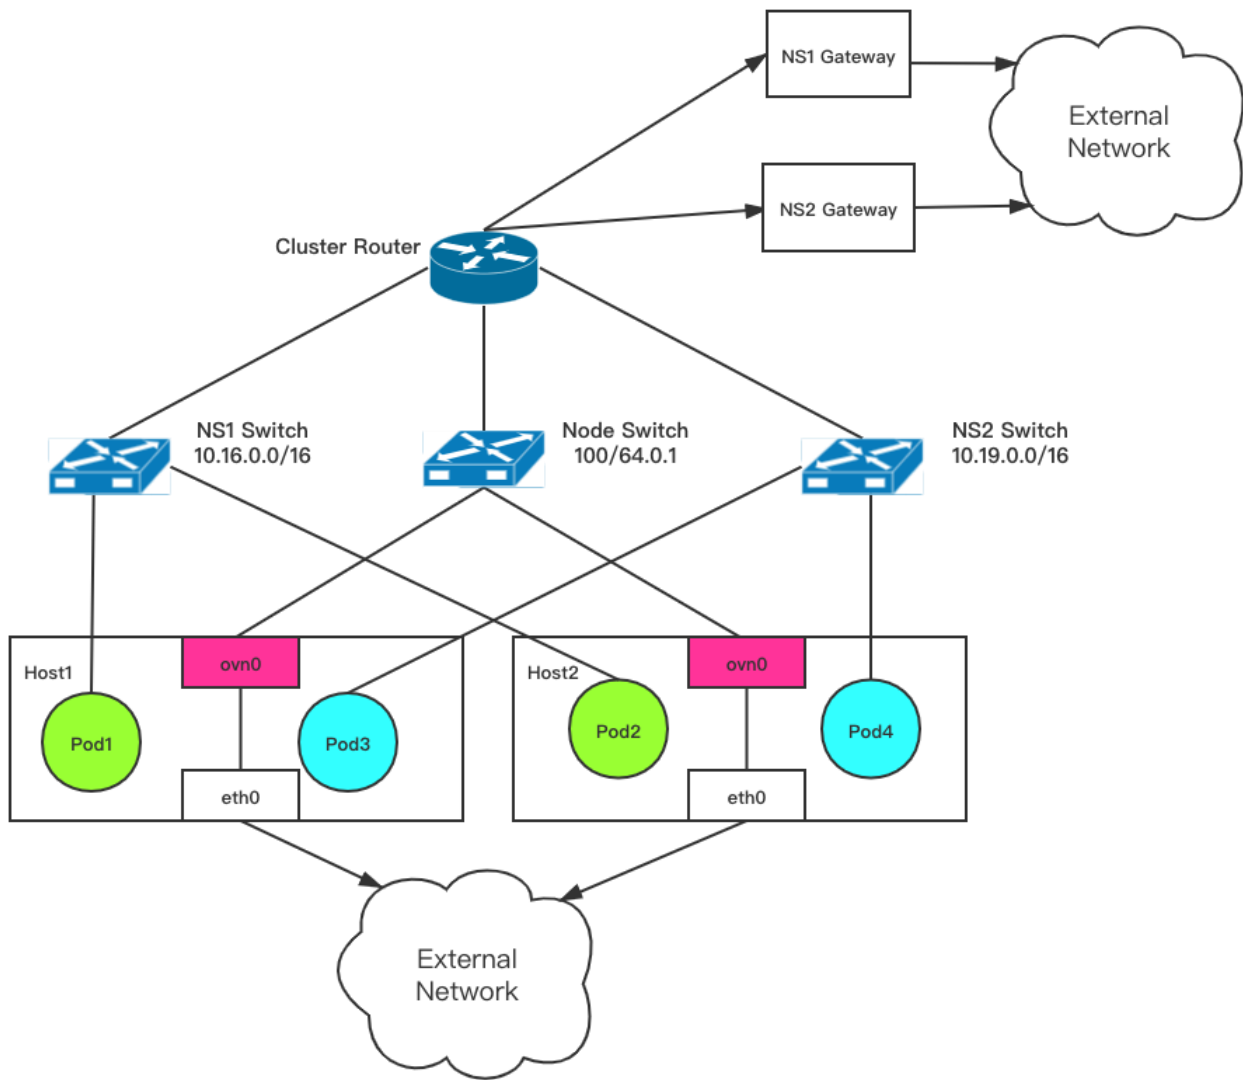 NS1 Gateway
External
Network
NS2 Gateway
Cluster Router
NS1 Switch
10.16.0.0/16
Node Switch
100/64.0.1
NS2 Switch
10.19.0.0/16
Host1
ovn0
Pod1
Pod3
eth0
Host2
ovn0
Pod2
Pod4
eth0
External
Network